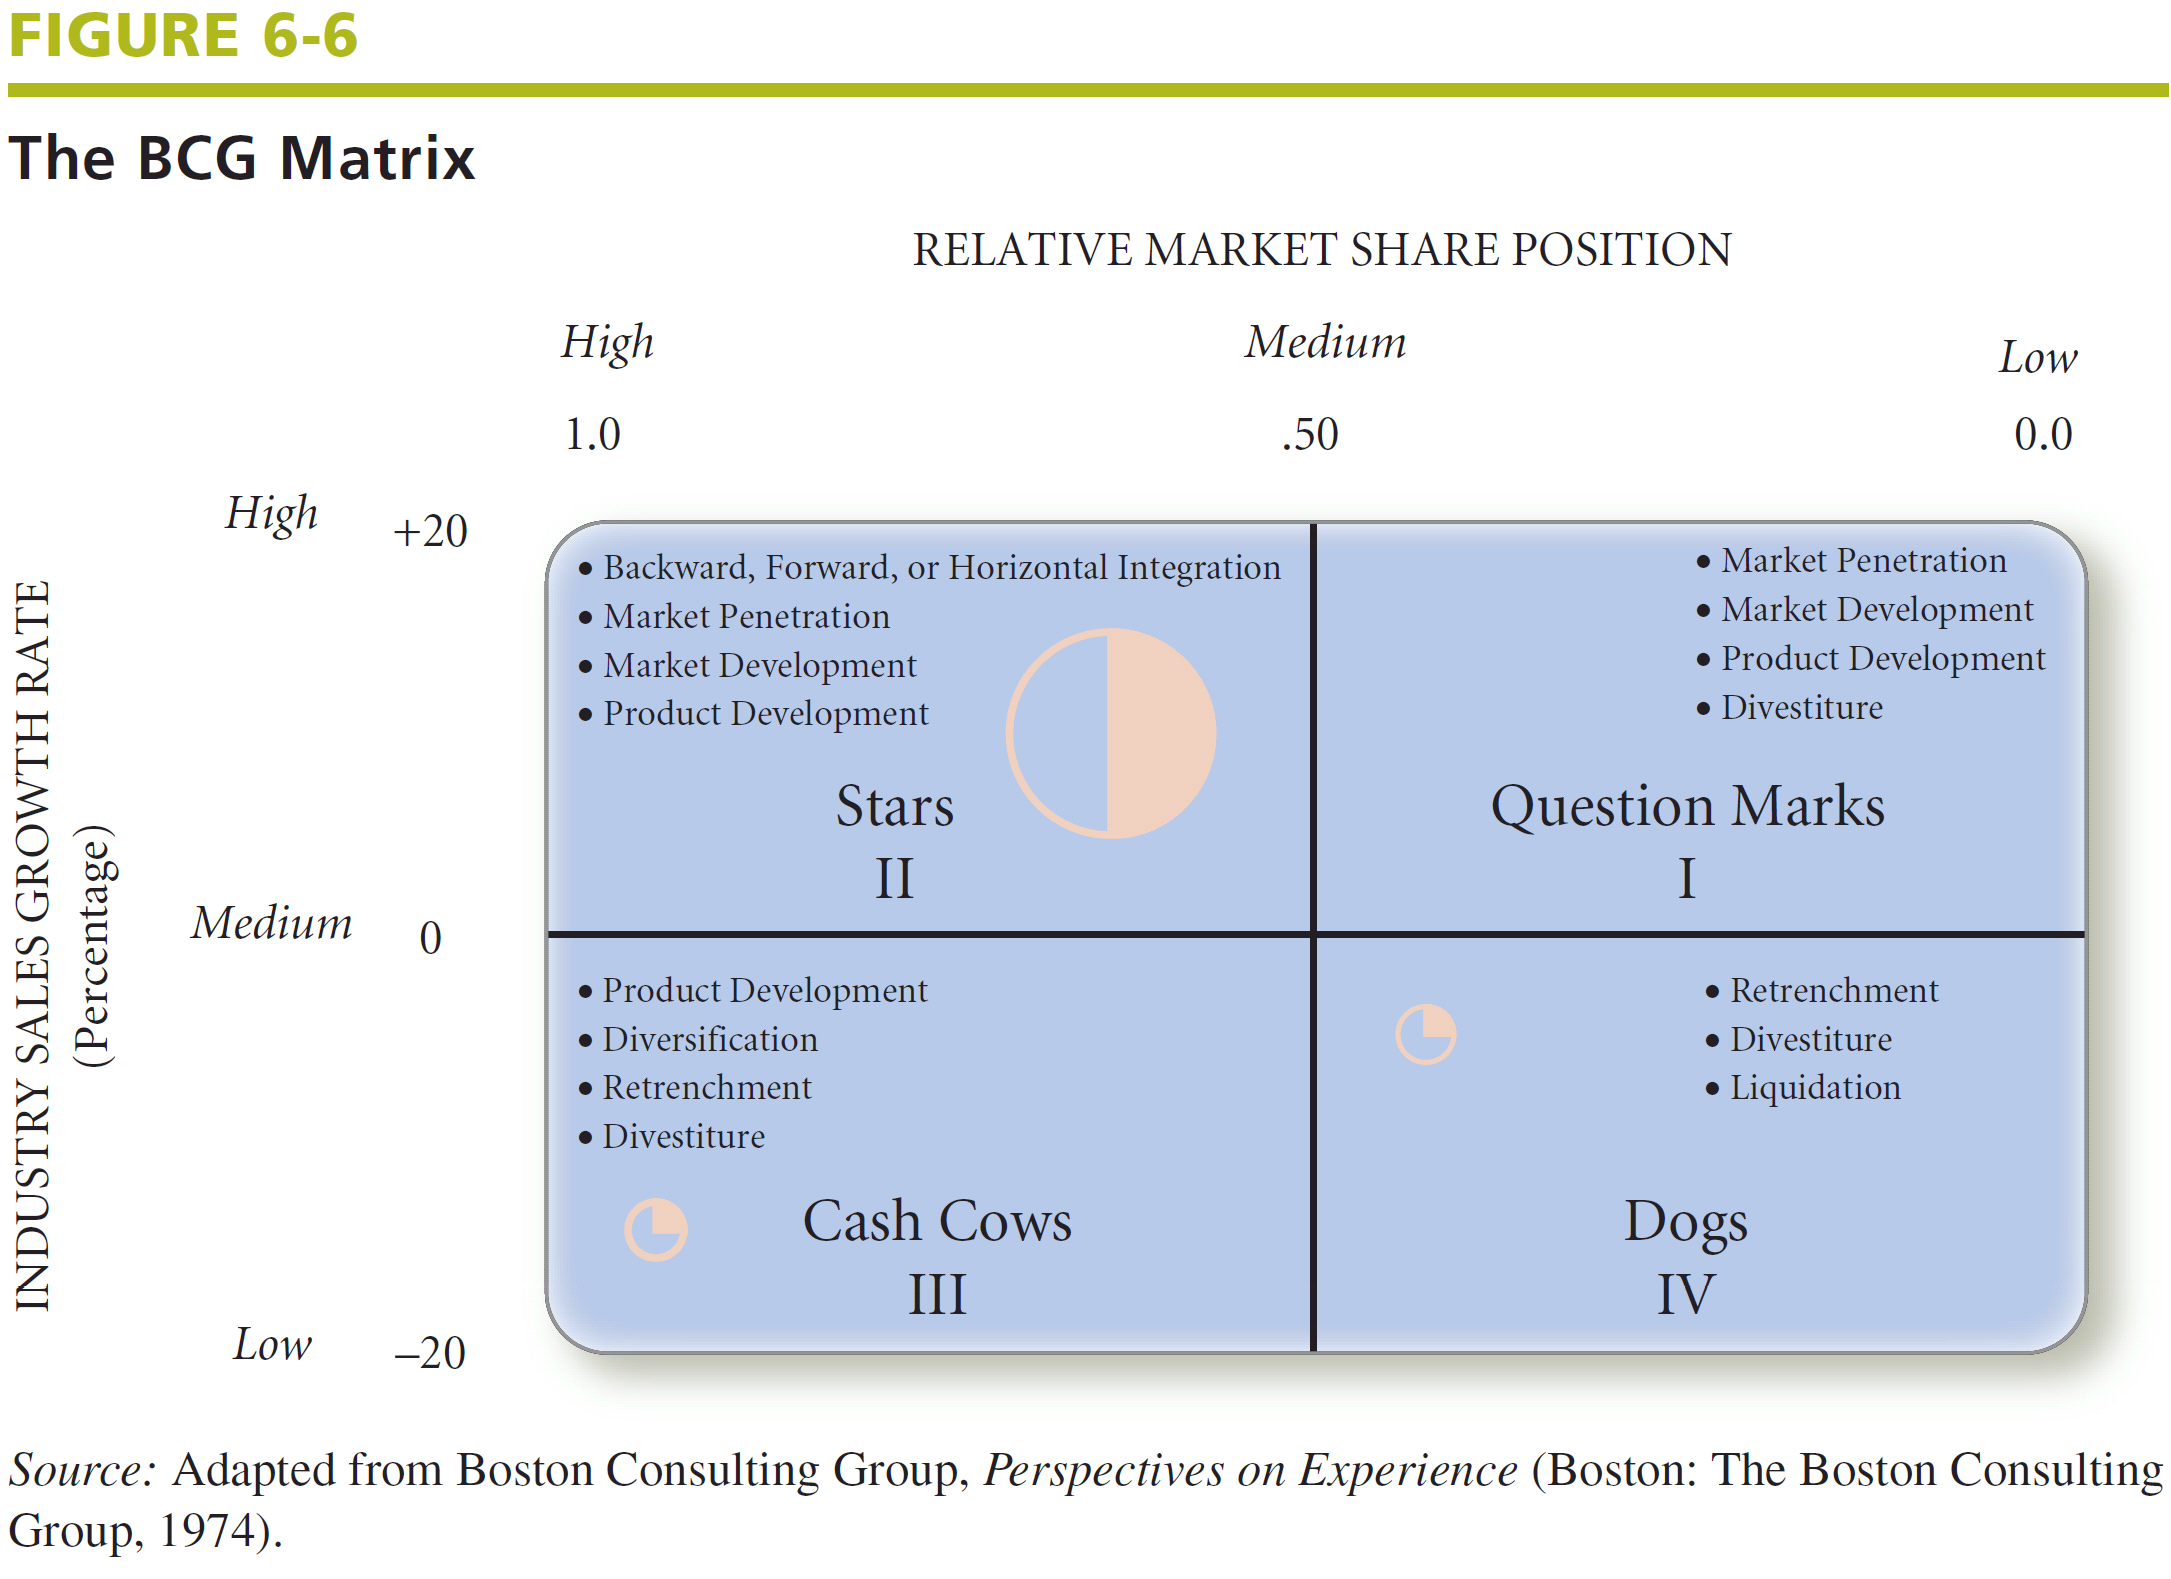 FIGURE 6-6
The BCG Matrix
RELATIVE MARKET SHARE POSITION
High
Medium
Low
1.0
.50
0.0
INDUSTRY SALES GROWTH RATE
(Percentage)
High
+20
Medium
0
Low
–20
• Backward, Forward, or Horizontal Integration
• Market Penetration
• Market Development
• Product Development
Stars
II
• Market Penetration
• Market Development
• Product Development
• Divestiture
Question Marks
I
• Product Development
• Diversification
• Retrenchment
• Divestiture
Cash Cows
III
• Retrenchment
• Divestiture
• Liquidation
Dogs
IV
Source: Adapted from Boston Consulting Group, Perspectives on Experience (Boston: The Boston Consulting
Group, 1974).